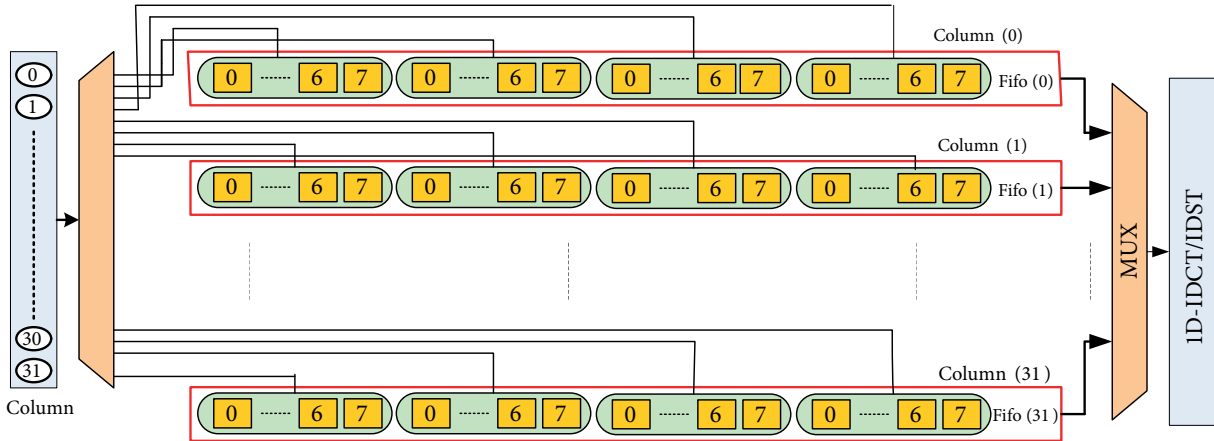 Column (0)
0
1
30
31
Column
0 ...... 6 7 0 ...... 6 7 0 ...... 6 7 0 ...... 6 7 Fifo (0)
Column (1)
0 ...... 6 7 0 ...... 6 7 0 ...... 6 7 0 ...... 6 7 Fifo (1)
Column (31)
0 ...... 6 7 0 ...... 6 7 0 ...... 6 7 0 ...... 6 7 Fifo (31)
MUX
1D-IDCT/IDST